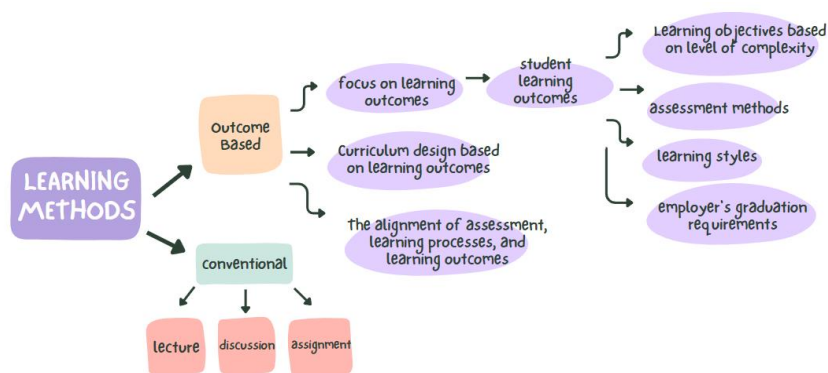 LEARNING
METHODS
Outcome
Based
focus on learning
outcomes
student
learning
outcomes
Learning objectives based
on level of complexity
assessment methods
learning styles
employer's graduation
requirements
Curriculum design based
on learning outcomes
The alignment of assessment,
learning processes, and
learning outcomes
Conventional
lecture
discussion
assignment